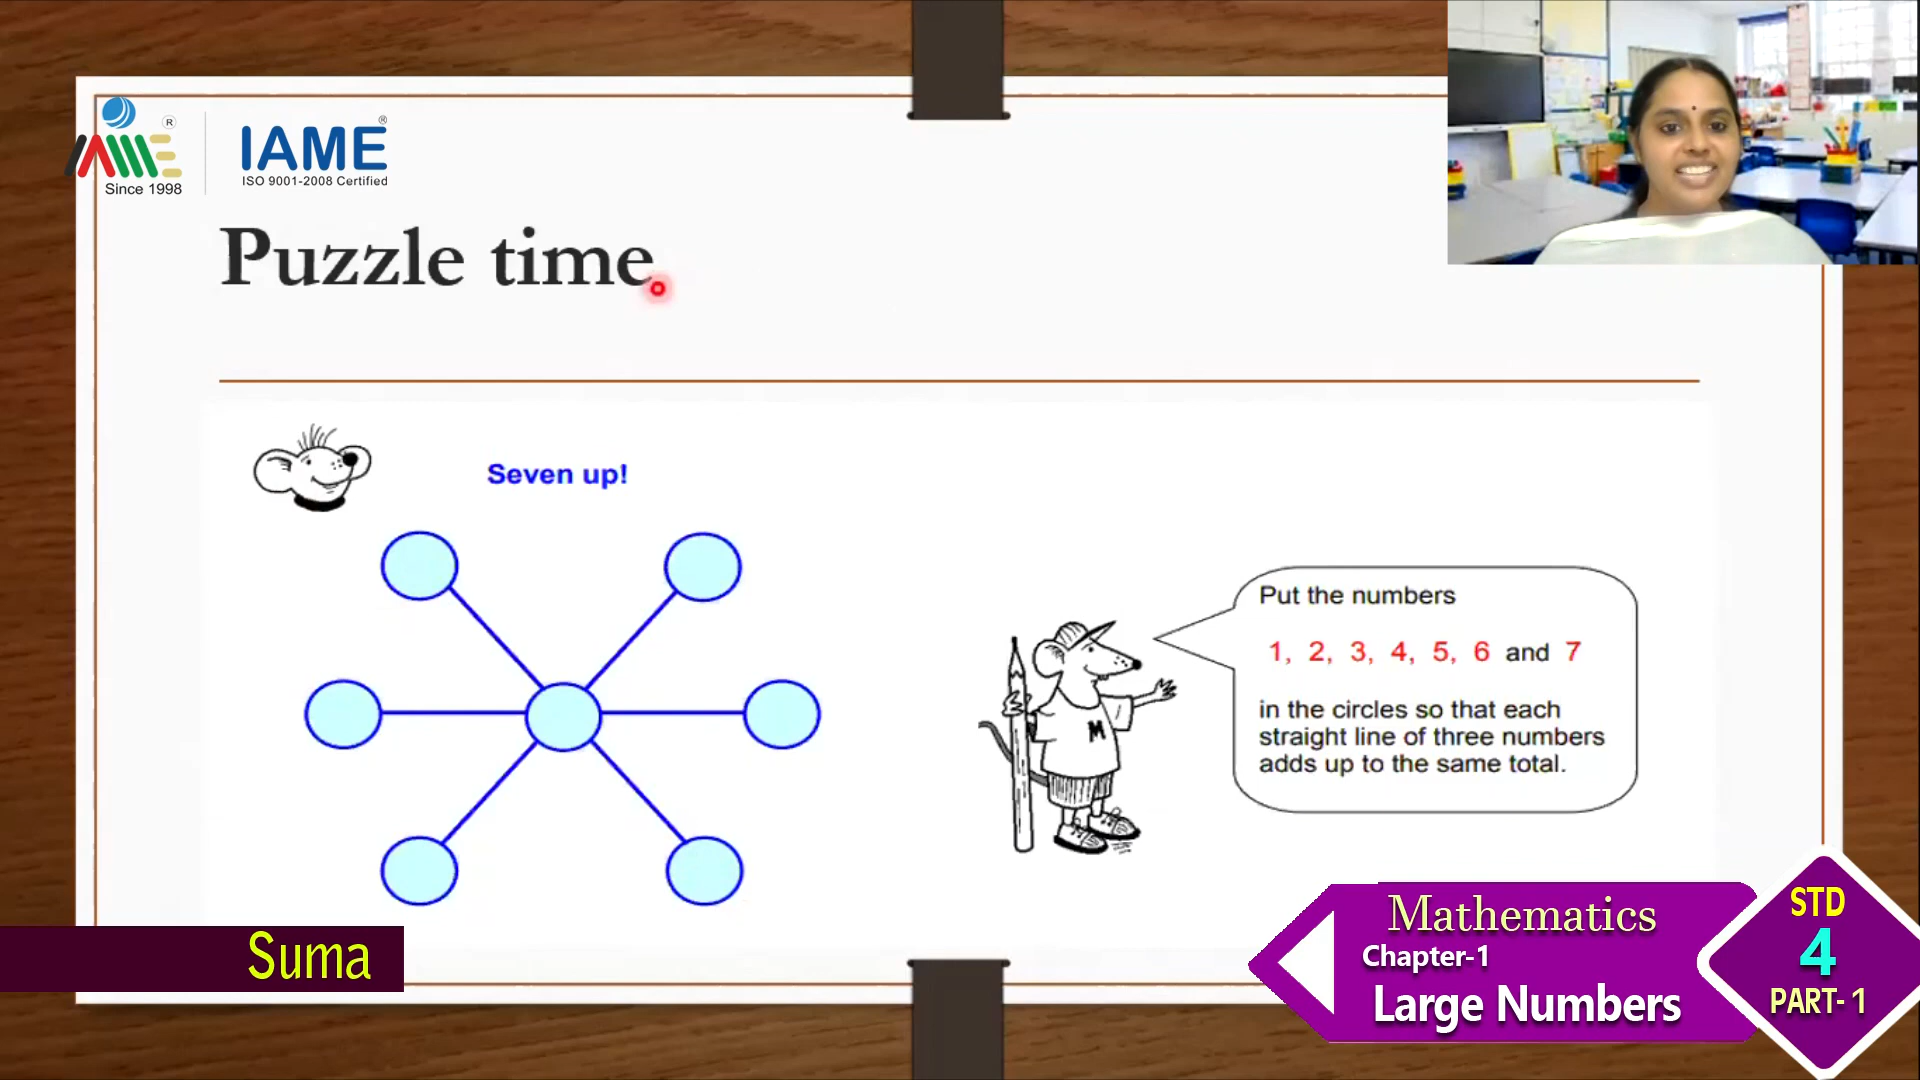 IAME
®
Since 1998
IAME
®
ISO 9001-2008 Certified
Puzzle time
Seven up!
Put the numbers
1, 2, 3, 4, 5, 6 and 7
in the circles so that each
straight line of three numbers
adds up to the same total.
M
Suma
Mathematics
Chapter-1
Large Numbers
STD
4
PART- 1